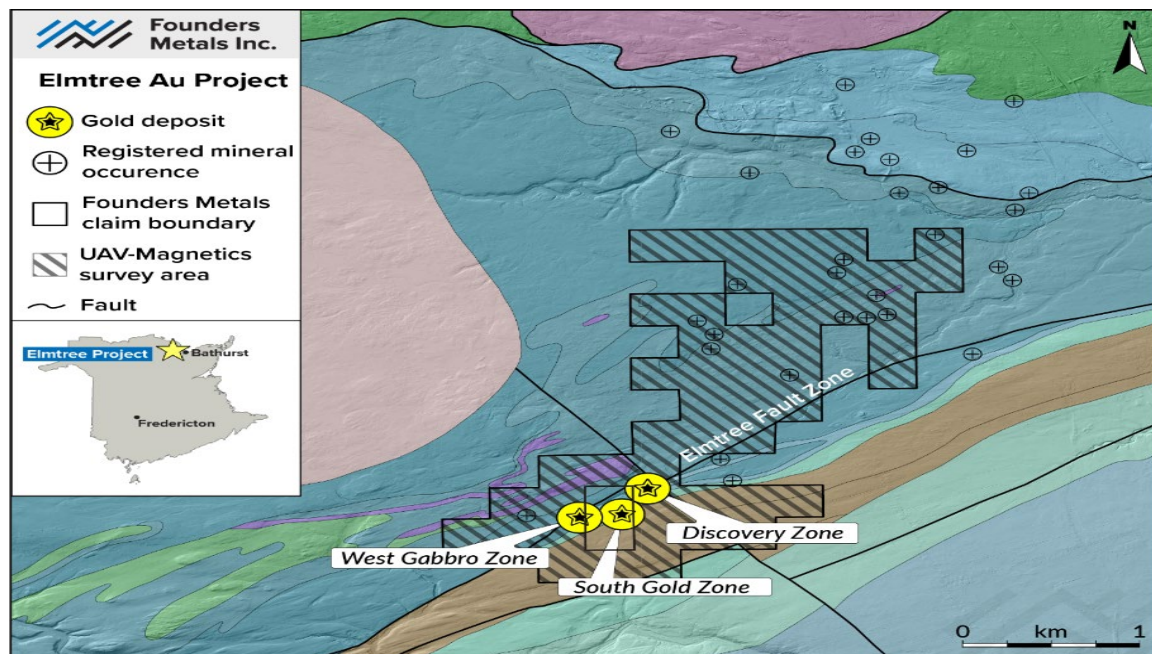 Founders
Metals Inc.
Elmtree Au Project
Gold deposit
Registered mineral
occurence
Founders Metals
claim boundary
UAV-Magnetics
survey area
Fault
Elmtree Project
Bathurst
Fredericton
N
Elmtree Fault Zone
Discovery Zone
West Gabbro Zone
South Gold Zone
0 km 1